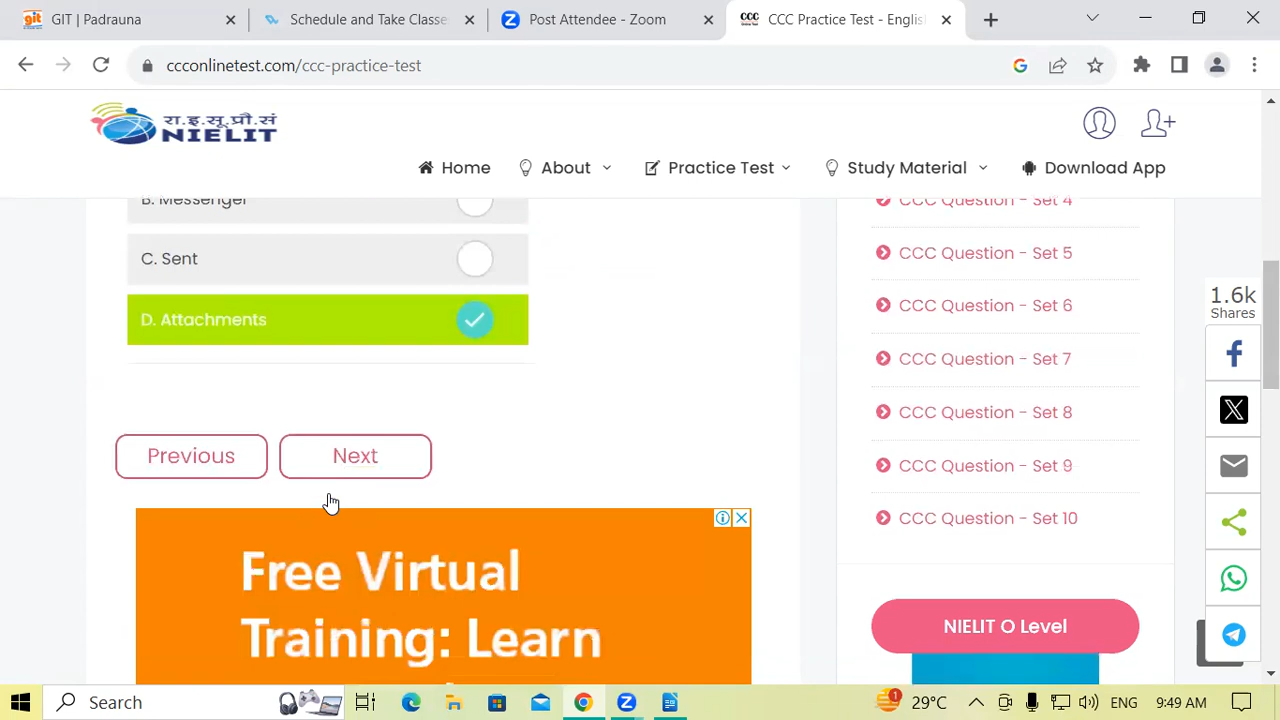 GIT | Padrauna
Schedule and Take Classe
Post Attendee - Zoom
CCC Practice Test - Englis
ccconlinetest.com/ccc-practice-test
रा.इ.सू.प्रौ.सं
NIELIT
Home
About
Practice Test
Study Material
Download App
B. Messenger
C. Sent
D. Attachments
Previous
Next
Free Virtual
Training: Learn
CCC Question - Set 4
CCC Question - Set 5
CCC Question - Set 6
CCC Question - Set 7
CCC Question - Set 8
CCC Question - Set 9
CCC Question - Set 10
NIELIT O Level
1.6k
Shares
Search
1
29°C
ENG
9:49 AM